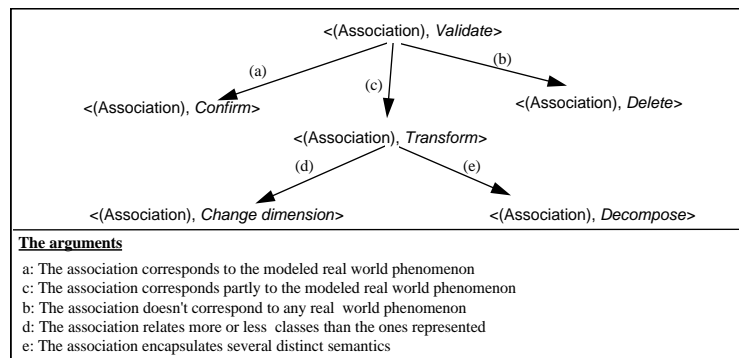 <(Association), Validate>
(a)
(b)
(c)
<(Association), Confirm>
<(Association), Delete>
<(Association), Transform>
(d)
(e)
<(Association), Change dimension>
<(Association), Decompose>
The arguments
a: The association corresponds to the modeled real world phenomenon
c: The association corresponds partly to the modeled real world phenomenon
b: The association doesn't correspond to any real world phenomenon
d: The association relates more or less classes than the ones represented
e: The association encapsulates several distinct semantics